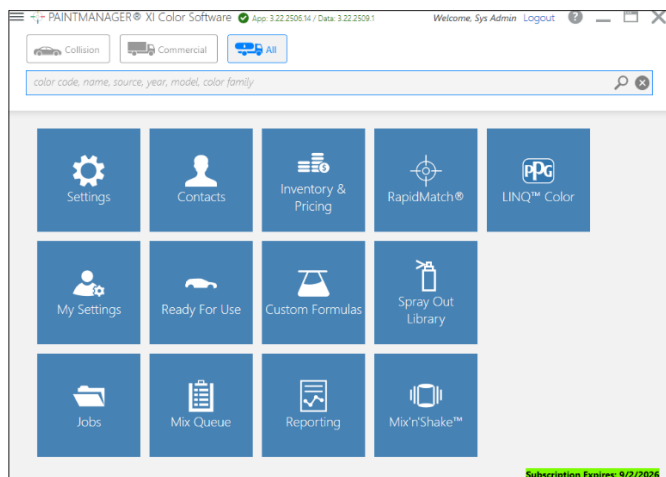 PAINTMANAGER® XI Color Software App: 3.22.2506.14 / Data: 3.22.2509.1 Welcome, Sys Admin Logout
Collision Commercial All
color code, name, source, year, model, color family
Settings
Contacts
Inventory &
Pricing
RapidMatch®
PPG
LINQ™ Color
My Settings
Ready For Use
Custom Formulas
Spray Out
Library
Jobs
Mix Queue
Reporting
Mix'n'Shake™
Subscription Expires: 9/2/2026